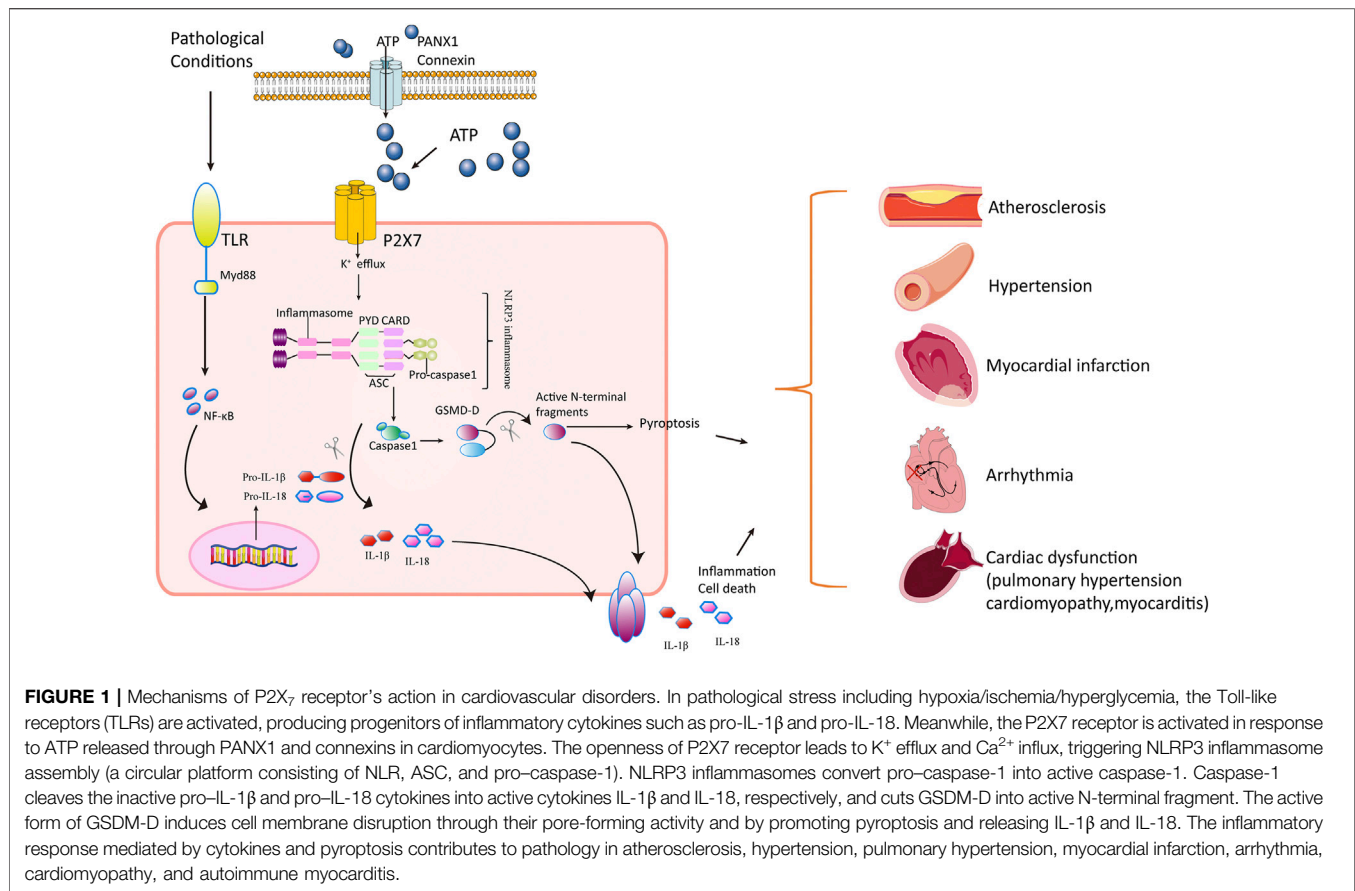 Pathological
Conditions
ATP
PANX1
Connexin
ATP
TLR
Myd88
P2X7
K⁺ efflux
Inflammasome
PYD CARD
NLRP3 inflammasome
Pro-caspase1
ASC
NF-κB
Caspase1
GSMD-D
Active N-terminal
fragments
Pyroptosis
Pro-IL-1β
Pro-IL-18
IL-1β
IL-18
Inflammation
Cell death
IL-1β
IL-18
Atherosclerosis
Hypertension
Myocardial infarction
Arrhythmia
Cardiac dysfunction
(pulmonary hypertension
cardiomyopathy,myocarditis)
FIGURE 1 | Mechanisms of P2X₇ receptor's action in cardiovascular disorders. In pathological stress including hypoxia/ischemia/hyperglycemia, the Toll-like
receptors (TLRs) are activated, producing progenitors of inflammatory cytokines such as pro-IL-1β and pro-IL-18. Meanwhile, the P2X7 receptor is activated in response
to ATP released through PANX1 and connexins in cardiomyocytes. The openness of P2X7 receptor leads to K⁺ efflux and Ca²⁺ influx, triggering NLRP3 inflammasome
assembly (a circular platform consisting of NLR, ASC, and pro–caspase-1). NLRP3 inflammasomes convert pro–caspase-1 into active caspase-1. Caspase-1
cleaves the inactive pro–IL-1β and pro–IL-18 cytokines into active cytokines IL-1β and IL-18, respectively, and cuts GSDM-D into active N-terminal fragment. The active
form of GSDM-D induces cell membrane disruption through their pore-forming activity and by promoting pyroptosis and releasing IL-1β and IL-18. The inflammatory
response mediated by cytokines and pyroptosis contributes to pathology in atherosclerosis, hypertension, pulmonary hypertension, myocardial infarction, arrhythmia,
cardiomyopathy, and autoimmune myocarditis.